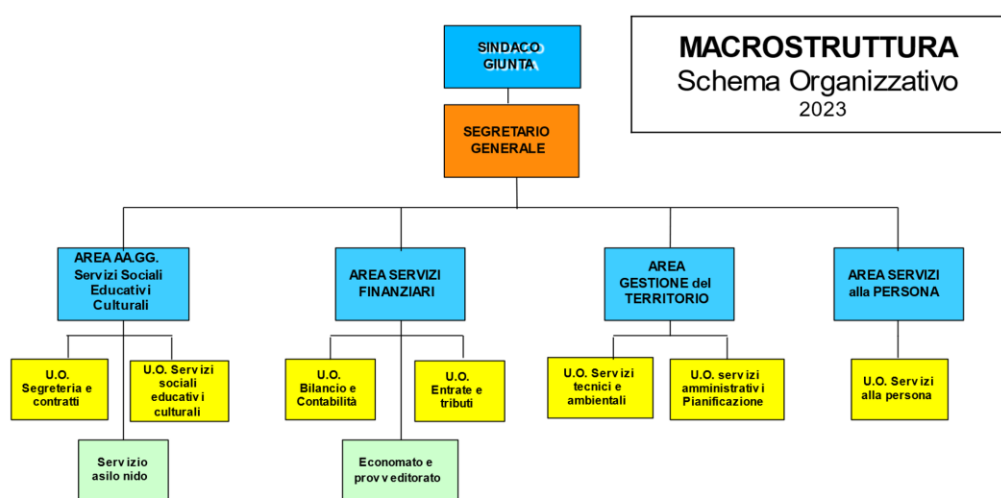 SINDACO
GIUNTA
MACROSTRUTTURA
Schema Organizzativo
2023
SEGRETARIO
GENERALE
AREA AA.GG.
Servizi Sociali
Educativi
Culturali
AREA SERVIZI
FINANZIARI
AREA
GESTIONE del
TERRITORIO
AREA SERVIZI
alla PERSONA
U.O.
Segreteria e
contratti
U.O. Servizi
sociali
educativi
culturali
U.O.
Bilancio e
Contabilità
U.O.
Entrate e
tributi
U.O. Servizi
tecnici e
ambientali
U.O. servizi
amministrativi
Pianificazione
U.O. Servizi
alla persona
Servizio
asilo nido
Economato e
provveditorato